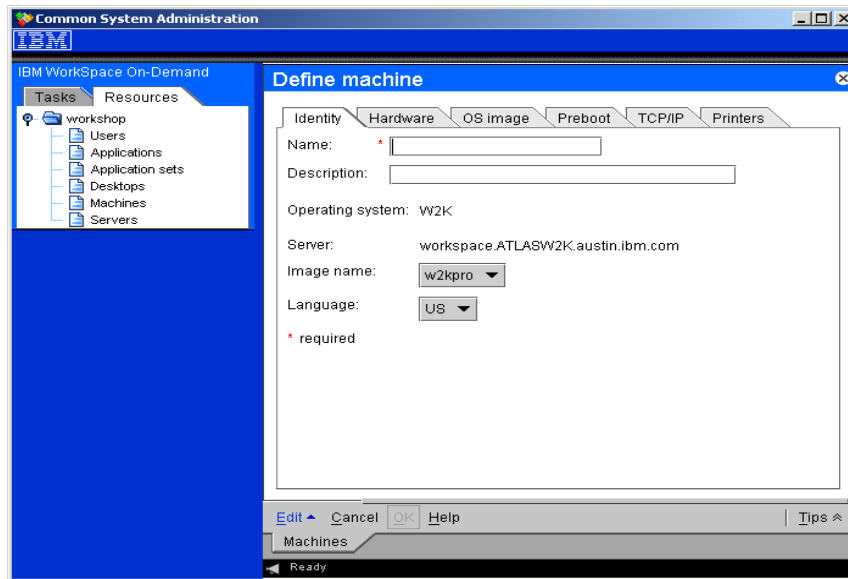 Common System Administration
IBM
IBM WorkSpace On-Demand
Tasks Resources
workshop
Users
Applications
Application sets
Desktops
Machines
Servers
Define machine
Identity Hardware OS image Preboot TCP/IP Printers
Name: *
Description:
Operating system: W2K
Server: workspace.ATLASW2K.austin.ibm.com
Image name: w2kpro
Language: US
* required
Edit Cancel OK Help Tips
Machines
Ready